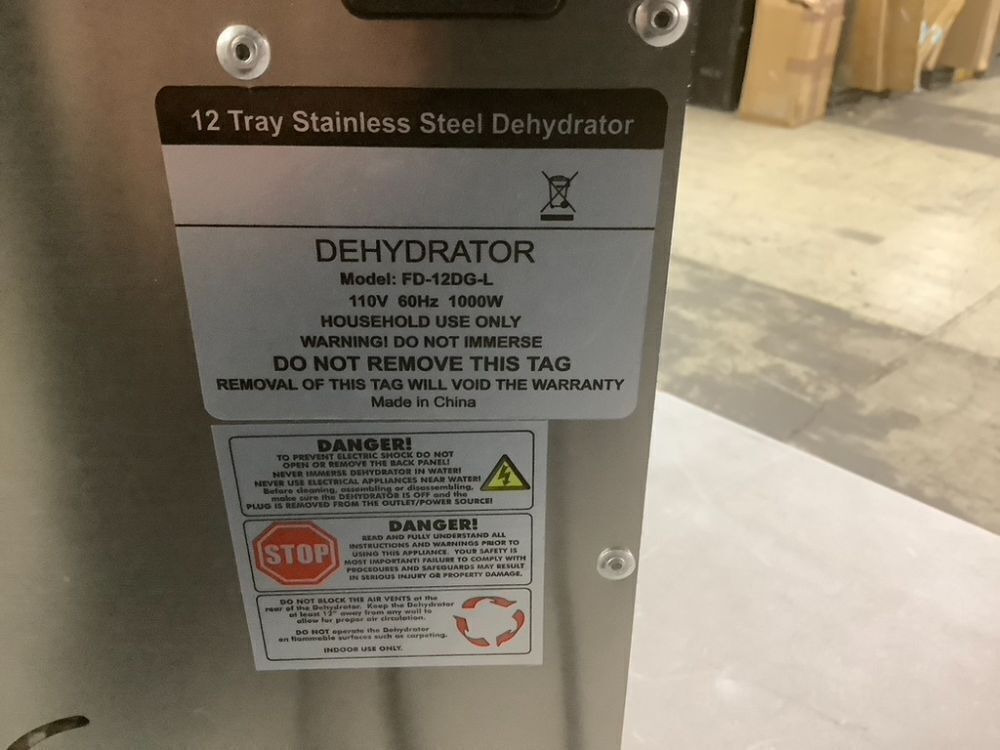 12 Tray Stainless Steel Dehydrator
DEHYDRATOR
Model: FD-12DG-L
110V 60Hz 1000W
HOUSEHOLD USE ONLY
WARNING! DO NOT IMMERSE
DO NOT REMOVE THIS TAG
REMOVAL OF THIS TAG WILL VOID THE WARRANTY
Made in China
DANGER!
TO PREVENT ELECTRIC SHOCK DO NOT
OPEN OR REMOVE THE BACK PANEL!
NEVER IMMERSE DEHYDRATOR IN WATER!
NEVER USE ELECTRICAL APPLIANCES NEAR WATER!
Before cleaning, assembling or disassembling,
make sure the DEHYDRATOR IS OFF and the
PLUG IS REMOVED FROM THE OUTLET/POWER SOURCE!
STOP
DANGER!
READ AND FULLY UNDERSTAND ALL
INSTRUCTIONS AND WARNINGS PRIOR TO
USING THIS APPLIANCE. YOUR SAFETY IS
MOST IMPORTANT! FAILURE TO COMPLY WITH
PROCEDURES AND SAFEGUARDS MAY RESULT
IN SERIOUS INJURY OR PROPERTY DAMAGE.
DO NOT BLOCK THE AIR VENTS at the
rear of the Dehydrator. Keep the Dehydrator
at least 12" away from any wall to
allow for proper air circulation.
DO NOT operate the Dehydrator
on flammable surfaces such as carpeting.
INDOOR USE ONLY.